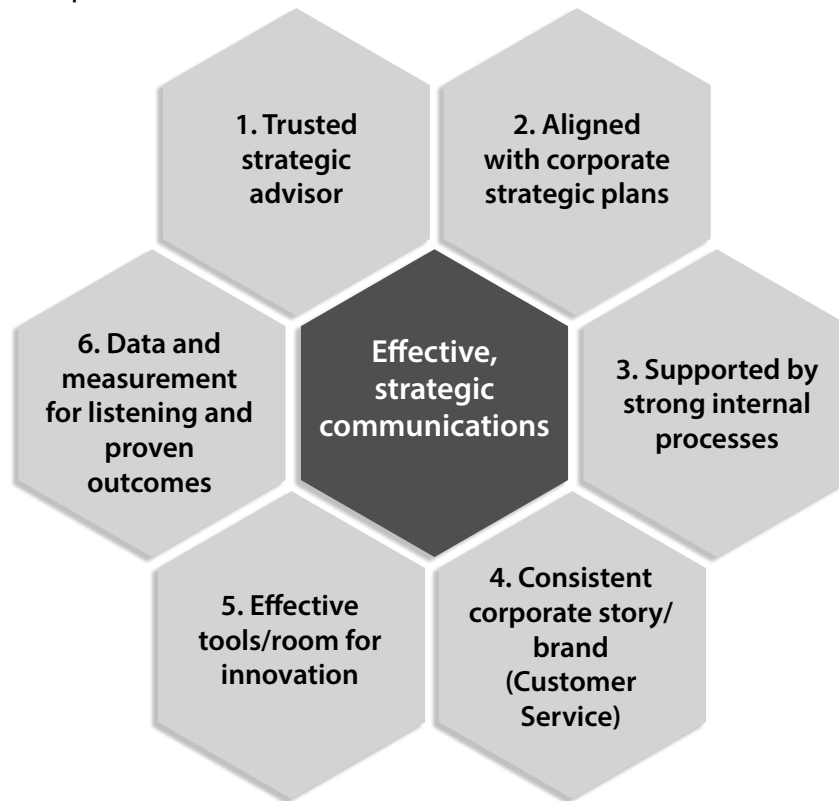 1. Trusted
strategic
advisor
2. Aligned
with corporate
strategic plans
Effective,
strategic
communications
3. Supported by
strong internal
processes
4. Consistent
corporate story/
brand
(Customer
Service)
5. Effective
tools/room for
innovation
6. Data and
measurement
for listening and
proven
outcomes